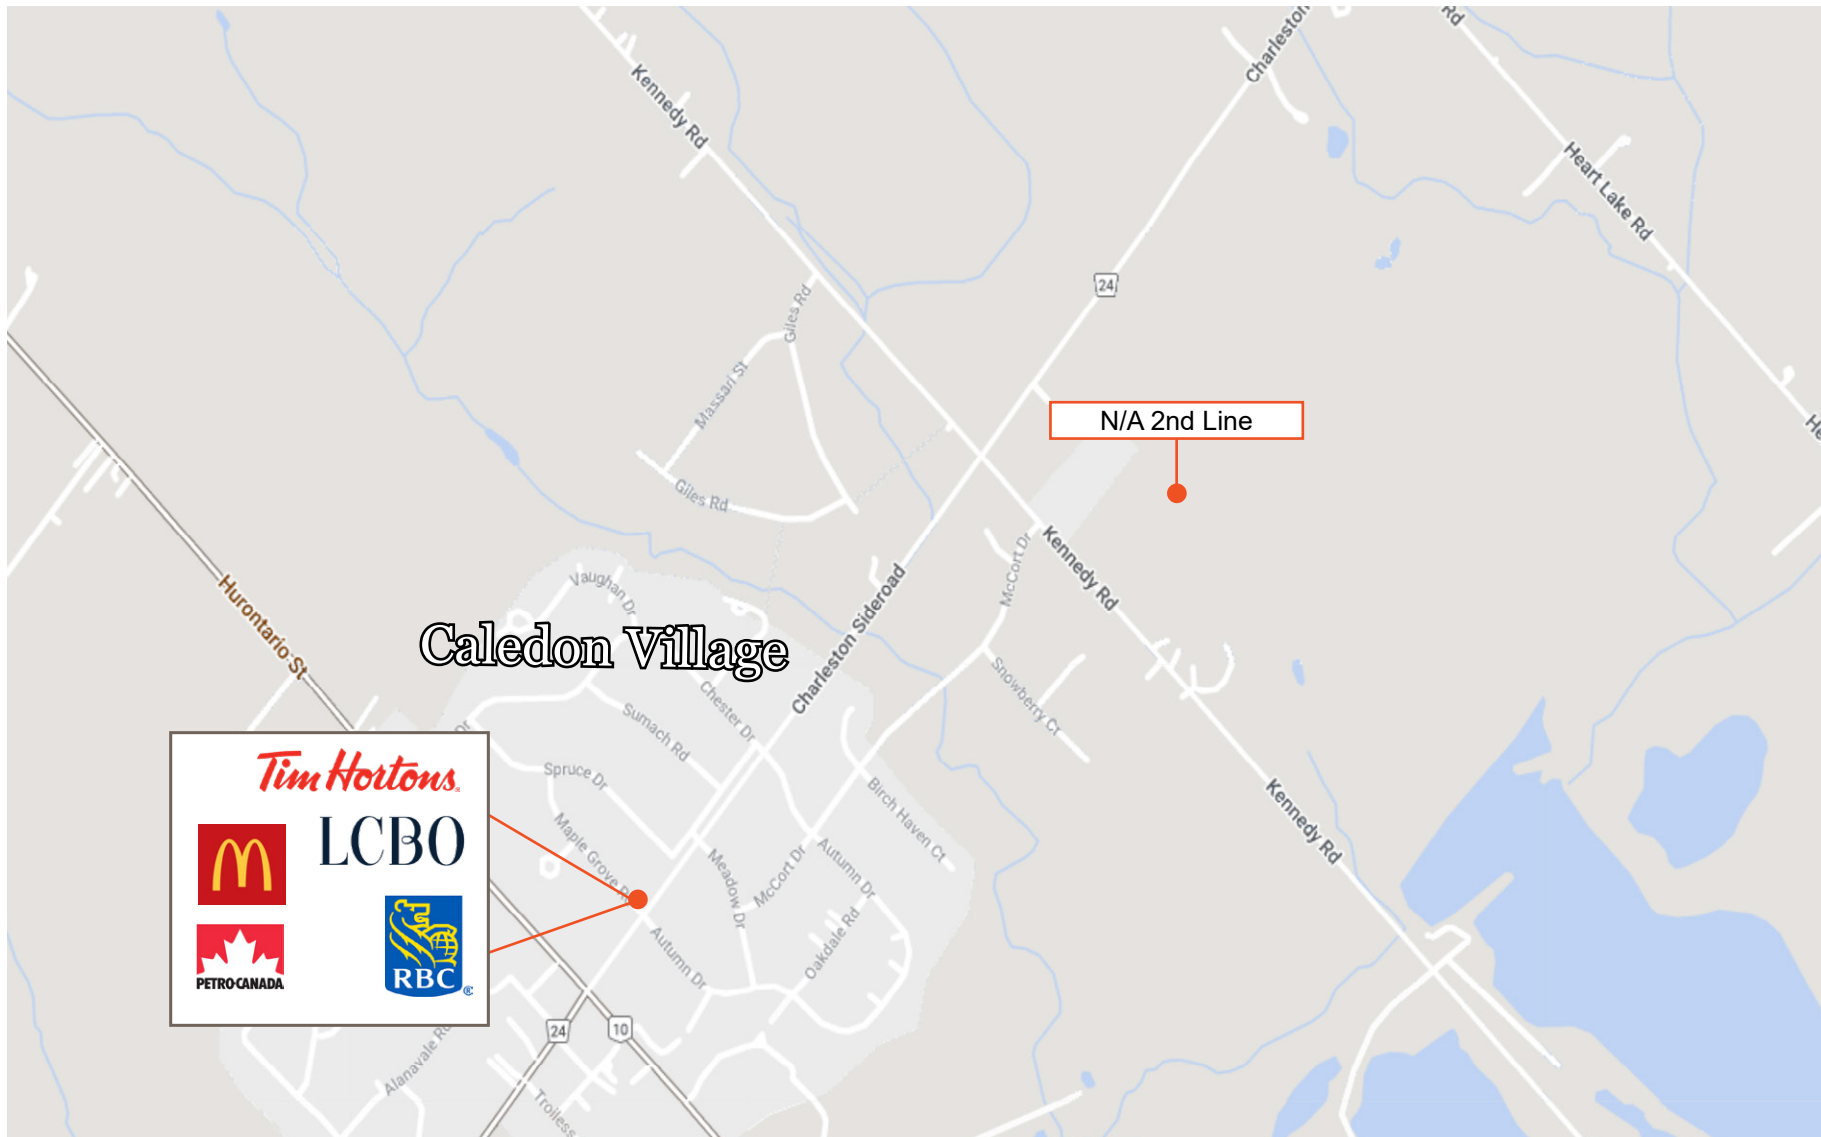 Rd
Charleston
Kennedy Rd
Heart Lake Rd
Giles Rd
24
Massari St
N/A 2nd Line
Giles Rd
McCort Dr
Kennedy Rd
Vaughan Dr
Hurontario St
Caledon Village
Charleston Sideroad
Snowberry Ct
Chester Dr
Sumach Rd
Dr
Tim Hortons
Spruce Dr
Birch Haven Ct
Kennedy Rd
LCBO
Maple Grove Rd
Meadow Dr
McCort Dr
Autumn Dr
Oakdale Rd
Autumn Dr
RBC
®
PETRO-CANADA
24
10
Alanavale Rd